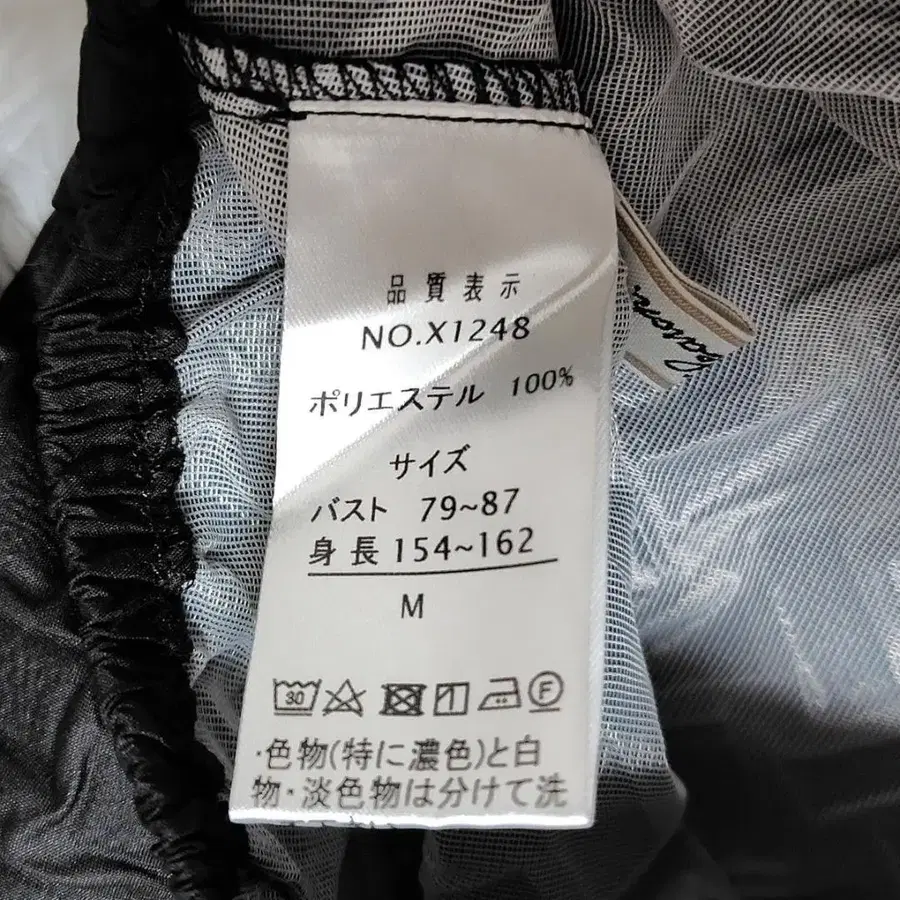 品質表示
NO.X1248
ポリエステル 100%
サイズ
バスト 79~87
身長 154~162
M
30
F
·色物(特に濃色)と白
物·淡色物は分けて洗